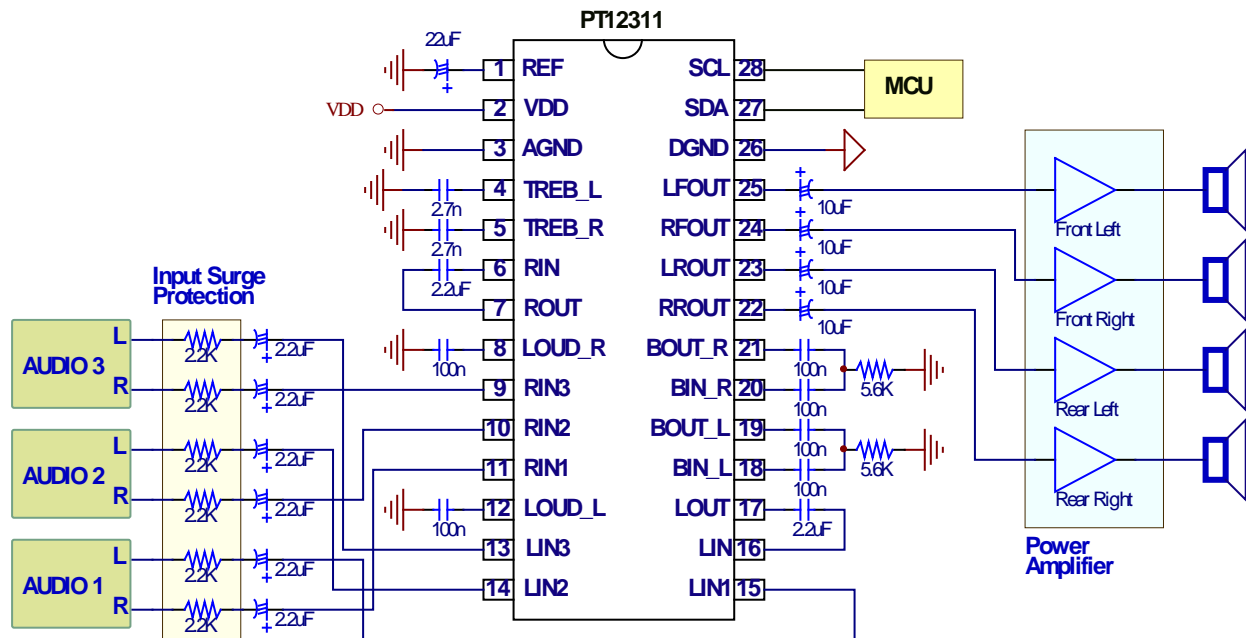 PT12311
22uF
+
1 REF SCL 28
MCU
VDD 2 VDD SDA 27
3 AGND DGND 26
4 TREB_L LFOUT 25
+
2.7n 10uF Front Left
5 TREB_R RFOUT 24
+
2.7n 10uF
6 RIN LROUT 23
+
2.2uF 10uF
Input Surge
Protection
7 ROUT RROUT 22
+
10uF Front Right
AUDIO 3
L
2.2K + 2.2uF
8 LOUD_R BOUT_R 21
100n 100n
R
2.2K + 2.2uF
9 RIN3 BIN_R 20
100n 5.6K
Rear Left
AUDIO 2
L
2.2K + 2.2uF
10 RIN2 BOUT_L 19
100n
R
2.2K + 2.2uF
11 RIN1 BIN_L 18
100n 5.6K
Rear Right
12 LOUD_L LOUT 17
100n 2.2uF
Power
Amplifier
AUDIO 1
L
2.2K + 2.2uF
13 LIN3 LIN 16
R
2.2K + 2.2uF
14 LIN2 LIN1 15